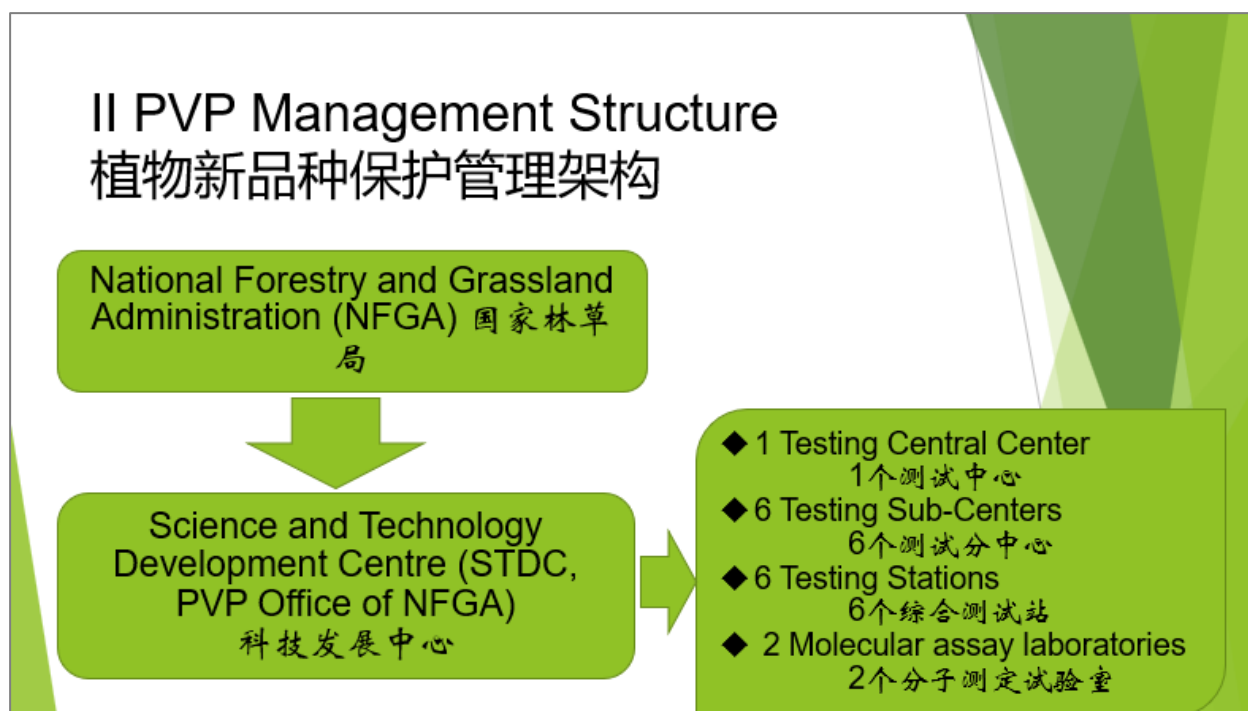 II PVP Management Structure
植物新品种保护管理架构
National Forestry and Grassland
Administration (NFGA) 国家林草
局
Science and Technology
Development Centre (STDC,
PVP Office of NFGA)
科技发展中心
◆ 1 Testing Central Center
1个测试中心
◆ 6 Testing Sub-Centers
6个测试分中心
◆ 6 Testing Stations
6个综合测试站
◆ 2 Molecular assay laboratories
2个分子测定试验室